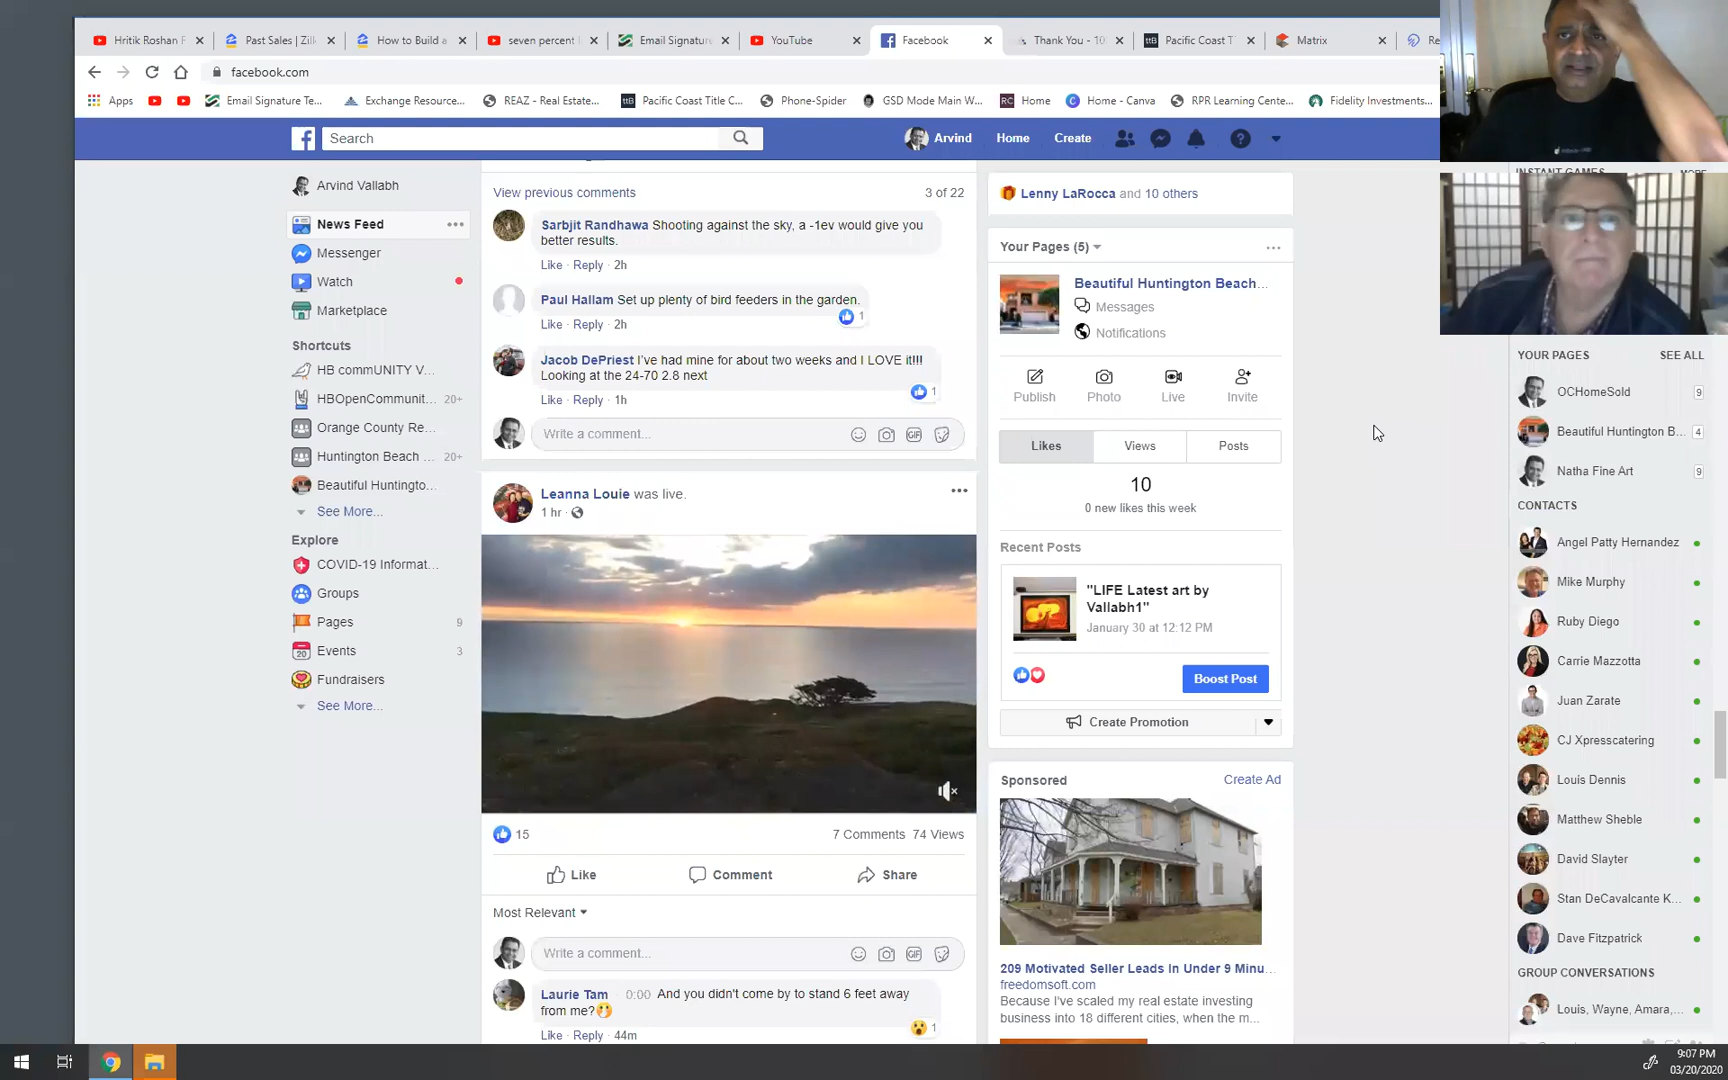 Hritik Roshan F
Past Sales | Zilk
How to Build a
seven percent
Email Signature
YouTube
Facebook
Thank You - 10
Pacific Coast T
Matrix
Re
facebook.com
Apps
Email Signature Te...
Exchange Resource...
REAZ - Real Estate...
Pacific Coast Title C...
Phone-Spider
GSD Mode Main W...
Home
Home - Canva
RPR Learning Cente...
Fidelity Investments...
Search
Arvind
Home
Create
Arvind Vallabh
News Feed
Messenger
Watch
Marketplace
Shortcuts
HB commUNITY V...
HBOpenCommunit... 20+
Orange County Re...
Huntington Beach ... 20+
Beautiful Huntingto...
See More...
Explore
COVID-19 Informat...
Groups
Pages 9
Events 3
Fundraisers
See More...
View previous comments 3 of 22
Sarbjit Randhawa Shooting against the sky, a -1ev would give you
better results.
Like · Reply · 2h
Paul Hallam Set up plenty of bird feeders in the garden.
1
Like · Reply · 2h
Jacob DePriest I've had mine for about two weeks and I LOVE it!!!
Looking at the 24-70 2.8 next
1
Like · Reply · 1h
Write a comment...
GIF
Leanna Louie was live.
1 hr ·
15 7 Comments 74 Views
Like Comment Share
Most Relevant
Write a comment...
GIF
Laurie Tam · 0:00 And you didn't come by to stand 6 feet away
from me?
1
Like · Reply · 44m
Lenny LaRocca and 10 others
Your Pages (5)
Beautiful Huntington Beach...
Messages
Notifications
Publish Photo Live Invite
Likes Views Posts
10
0 new likes this week
Recent Posts
"LIFE Latest art by
Vallabh1"
January 30 at 12:12 PM
Boost Post
Create Promotion
Sponsored Create Ad
209 Motivated Seller Leads In Under 9 Minu...
freedomsoft.com
Because I've scaled my real estate investing
business into 18 different cities, when the m...
INSTANT GAMES MORE
YOUR PAGES SEE ALL
OCHomeSold 9
Beautiful Huntington B... 4
Natha Fine Art 9
CONTACTS
Angel Patty Hernandez
Mike Murphy
Ruby Diego
Carrie Mazzotta
Juan Zarate
CJ Xpresscatering
Louis Dennis
Matthew Sheble
David Slayter
Stan DeCavalcante K...
Dave Fitzpatrick
GROUP CONVERSATIONS
Louis, Wayne, Amara,...
9:07 PM
03/20/2020